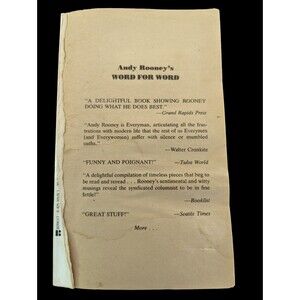 Andy Rooney's
WORD FOR WORD
"A DELIGHTFUL BOOK SHOWING ROONEY
DOING WHAT HE DOES BEST."
—Grand Rapids Press
"Andy Rooney is Everyman, articulating all the frus-
trations with modern life that the rest of us Everymen
(and Everywomen) suffer with silence or mumbled
oaths."
—Walter Cronkite
"FUNNY AND POIGNANT!" —Tulsa World
"A delightful compilation of timeless pieces that beg to
be read and reread . . . Rooney's sentimental and witty
musings reveal the syndicated columnist to be in fine
fettle!"
—Booklist
"GREAT STUFF!" —Seattle Times
More . . .